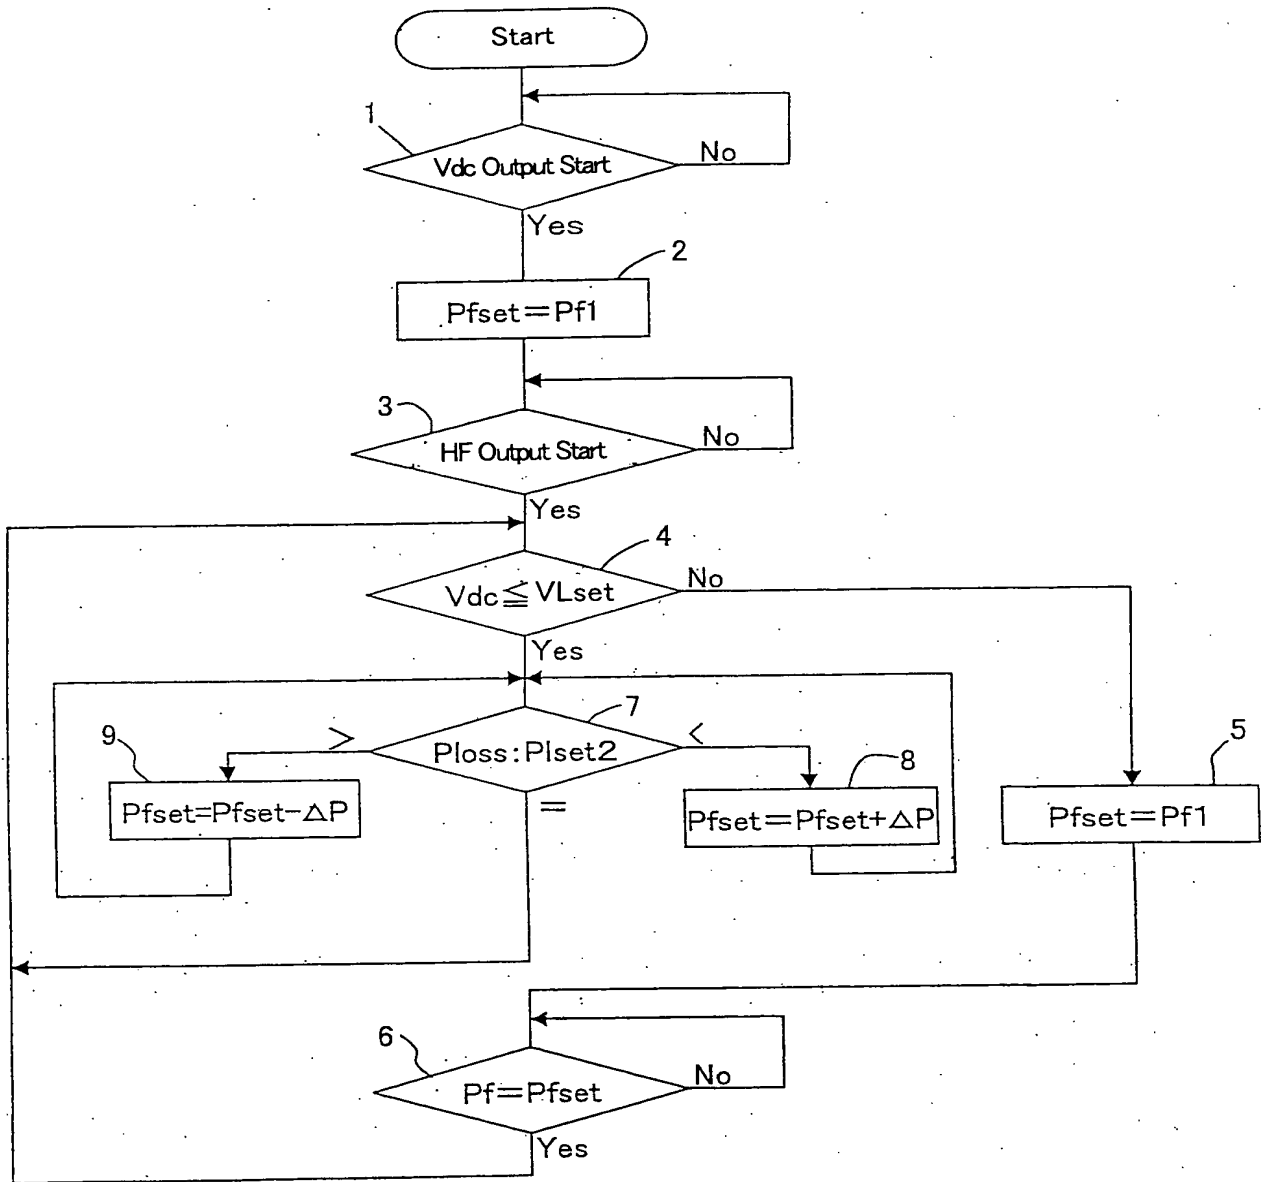 Start
1
Vdc Output Start
No
Yes
2
Pfset=Pf1
3
HF Output Start
No
Yes
4
Vdc≦VLset
No
Yes
7
Ploss:Plset2
>
<
=
9
Pfset=Pfset-△P
8
Pfset=Pfset+△P
5
Pfset=Pf1
6
Pf=Pfset
No
Yes